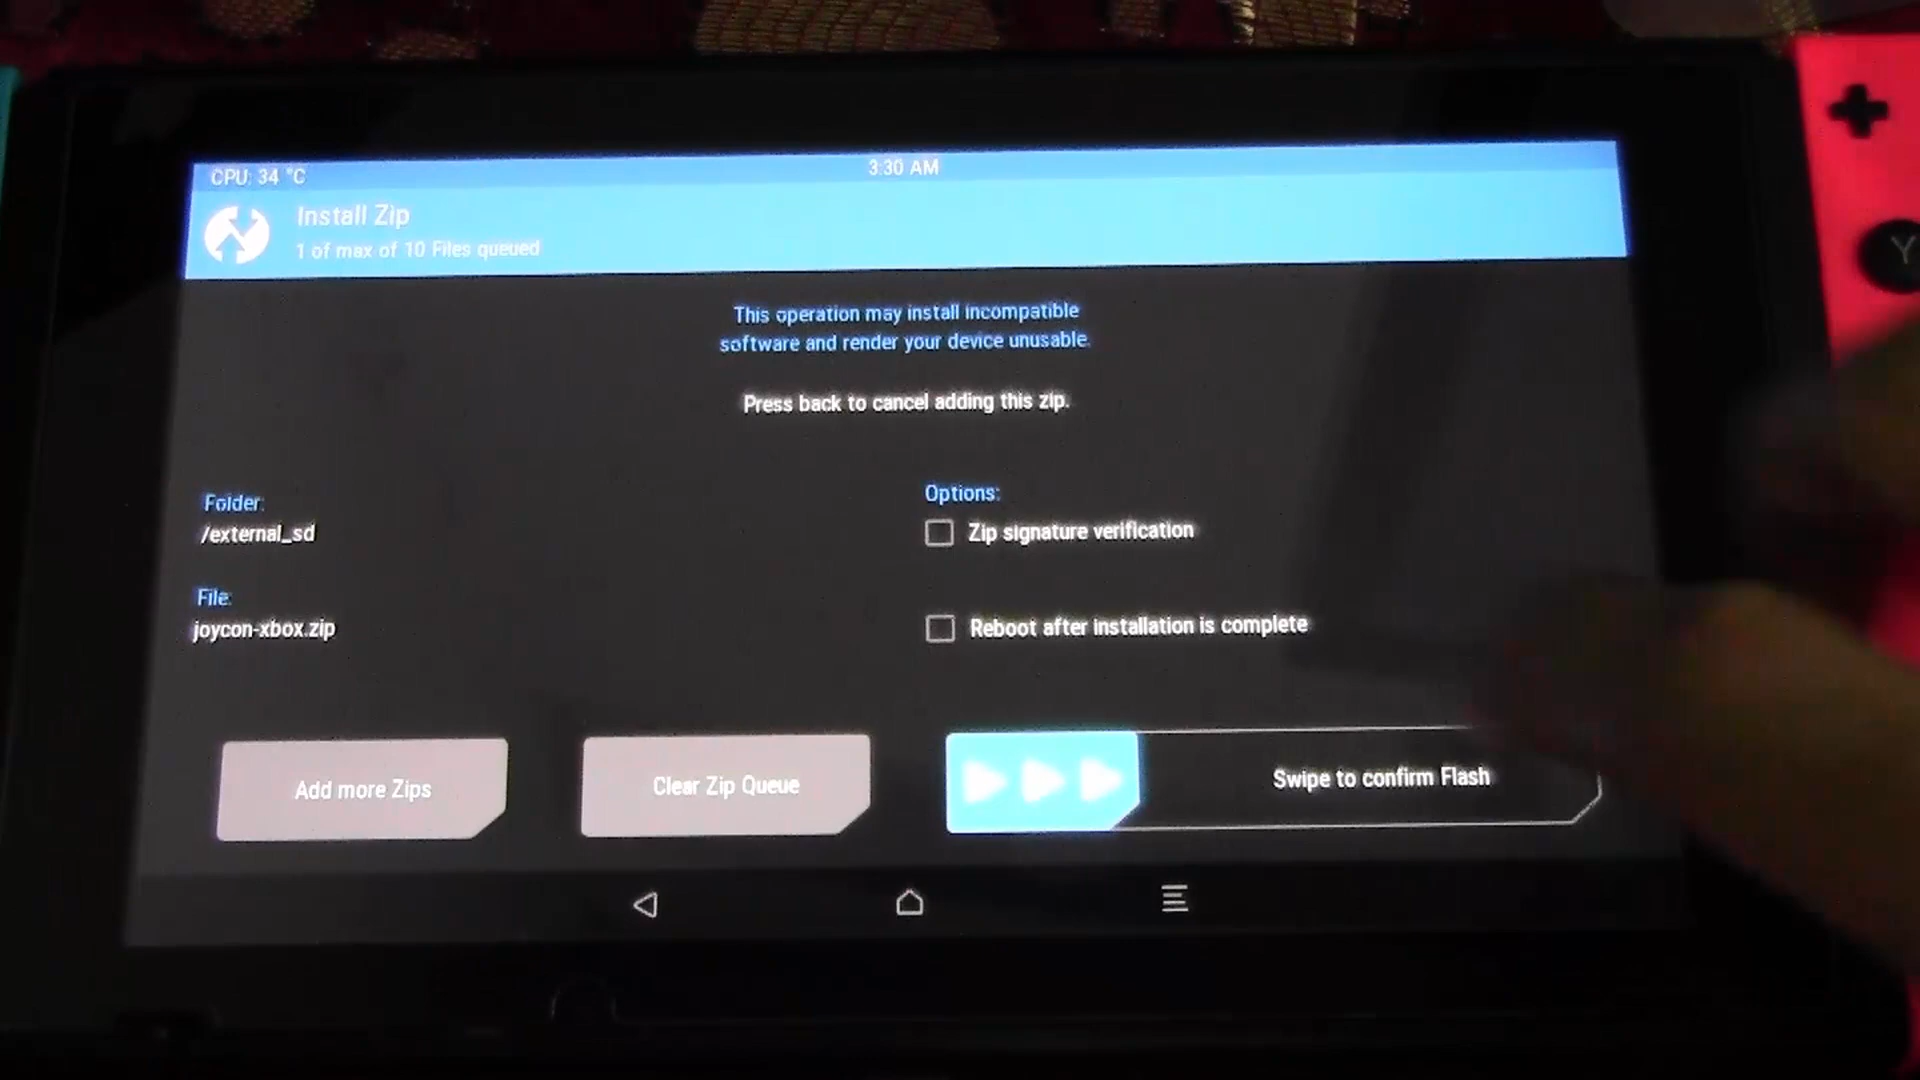 CPU: 34 °C
3:30 AM
Install Zip
1 of max of 10 Files queued
This operation may install incompatible
software and render your device unusable.
Press back to cancel adding this zip.
Folder:
/external_sd
File:
joycon-xbox.zip
Options:
Zip signature verification
Reboot after installation is complete
Add more Zips
Clear Zip Queue
Swipe to confirm Flash
Y